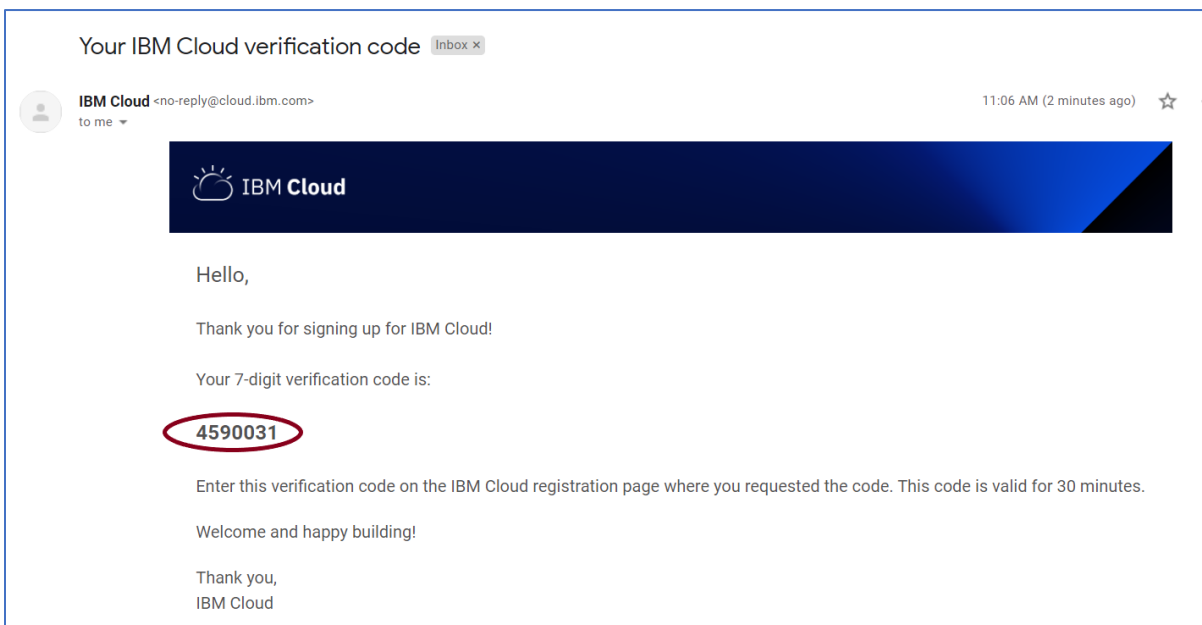 Your IBM Cloud verification code Inbox ×
IBM Cloud <no-reply@cloud.ibm.com> 11:06 AM (2 minutes ago)
to me
IBM Cloud
Hello,
Thank you for signing up for IBM Cloud!
Your 7-digit verification code is:
4590031
Enter this verification code on the IBM Cloud registration page where you requested the code. This code is valid for 30 minutes.
Welcome and happy building!
Thank you,
IBM Cloud